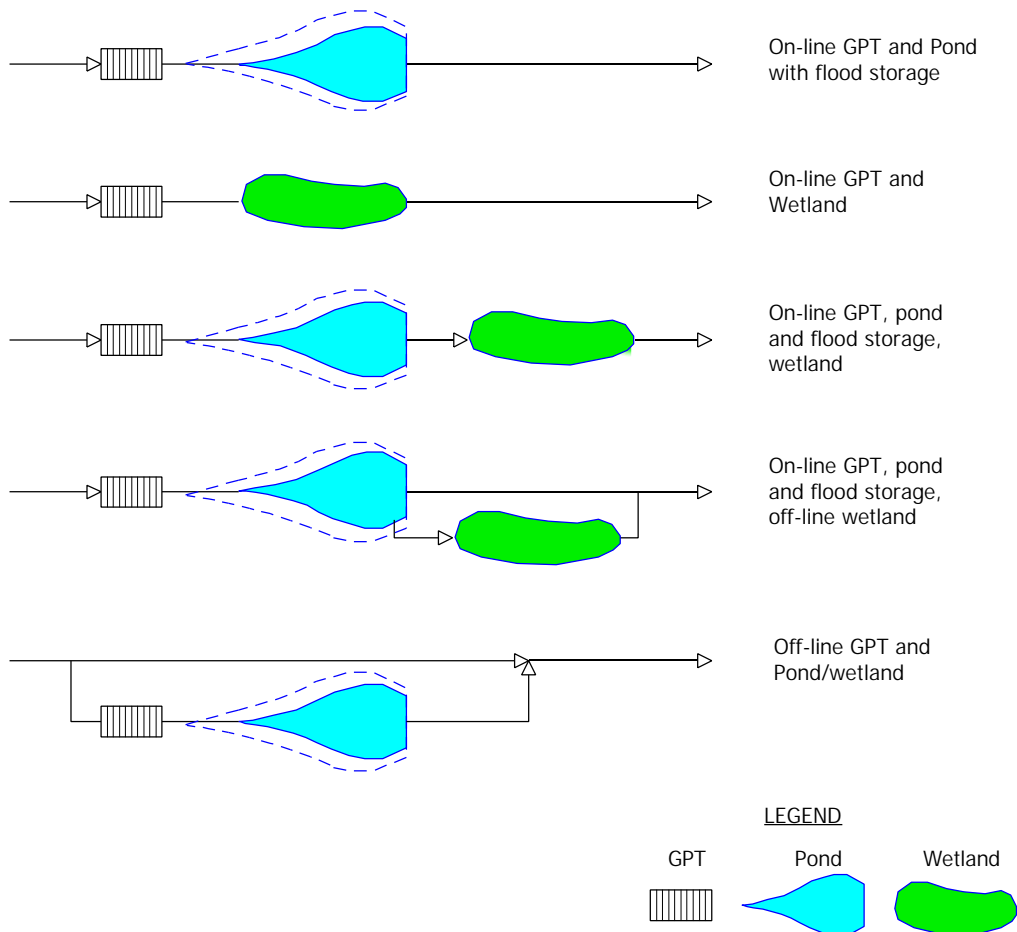 On-line GPT and Pond
with flood storage
On-line GPT and
Wetland
On-line GPT, pond
and flood storage,
wetland
On-line GPT, pond
and flood storage,
off-line wetland
Off-line GPT and
Pond/wetland
LEGEND
GPT Pond Wetland